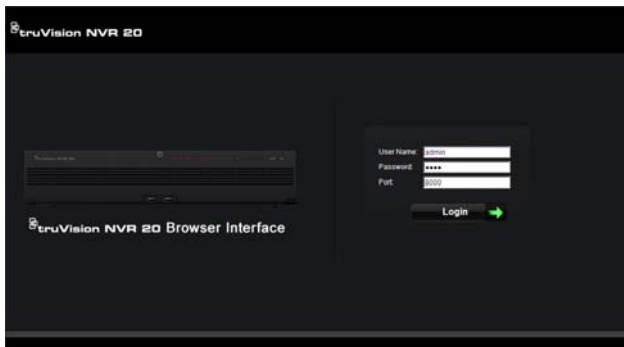 truVision NVR 20
User Name: admin
Password: ••••
Port: 8000
Login
truVision NVR 20 Browser Interface